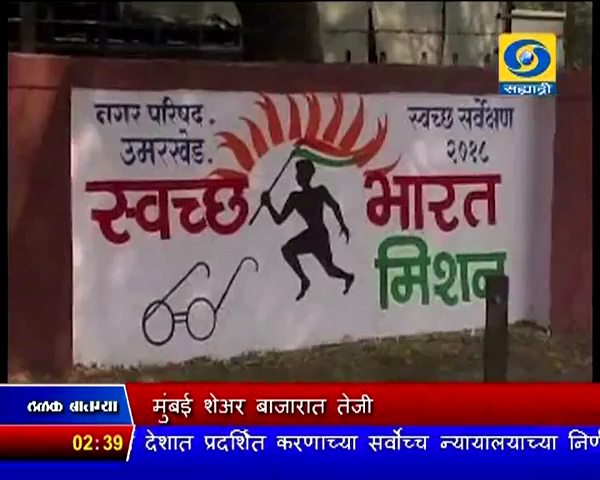 सह्याद्री
नगर परिषद.
उमरखेड.
स्वच्छ सर्वेक्षण
२०१८
स्वच्छ भारत
मिशन
ठळक बातम्या
मुंबई शेअर बाजारात तेजी
02:39
देशात प्रदर्शित करणाच्या सर्वोच्च न्यायालयाच्या